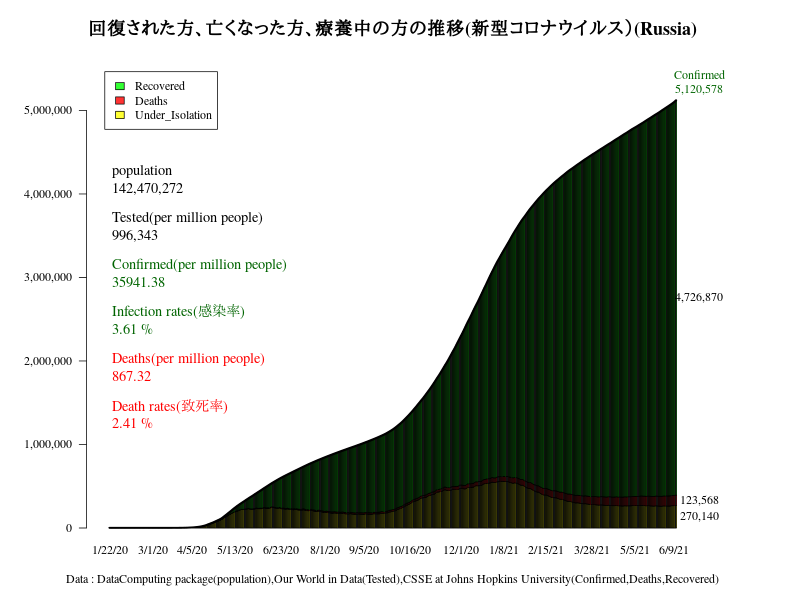 回復された方、亡くなった方、療養中の方の推移(新型コロナウイルス）(Russia)
Confirmed
5,120,578
Recovered
Deaths
Under_Isolation
5,000,000
4,000,000
3,000,000
2,000,000
1,000,000
0
population
142,470,272
Tested(per million people)
996,343
Confirmed(per million people)
35941.38
Infection rates(感染率)
3.61 %
Deaths(per million people)
867.32
Death rates(致死率)
2.41 %
4,726,870
123,568
270,140
1/22/20 3/1/20 4/5/20 5/13/20 6/23/20 8/1/20 9/5/20 10/16/20 12/1/20 1/8/21 2/15/21 3/28/21 5/5/21 6/9/21
Data : DataComputing package(population),Our World in Data(Tested),CSSE at Johns Hopkins University(Confirmed,Deaths,Recovered)